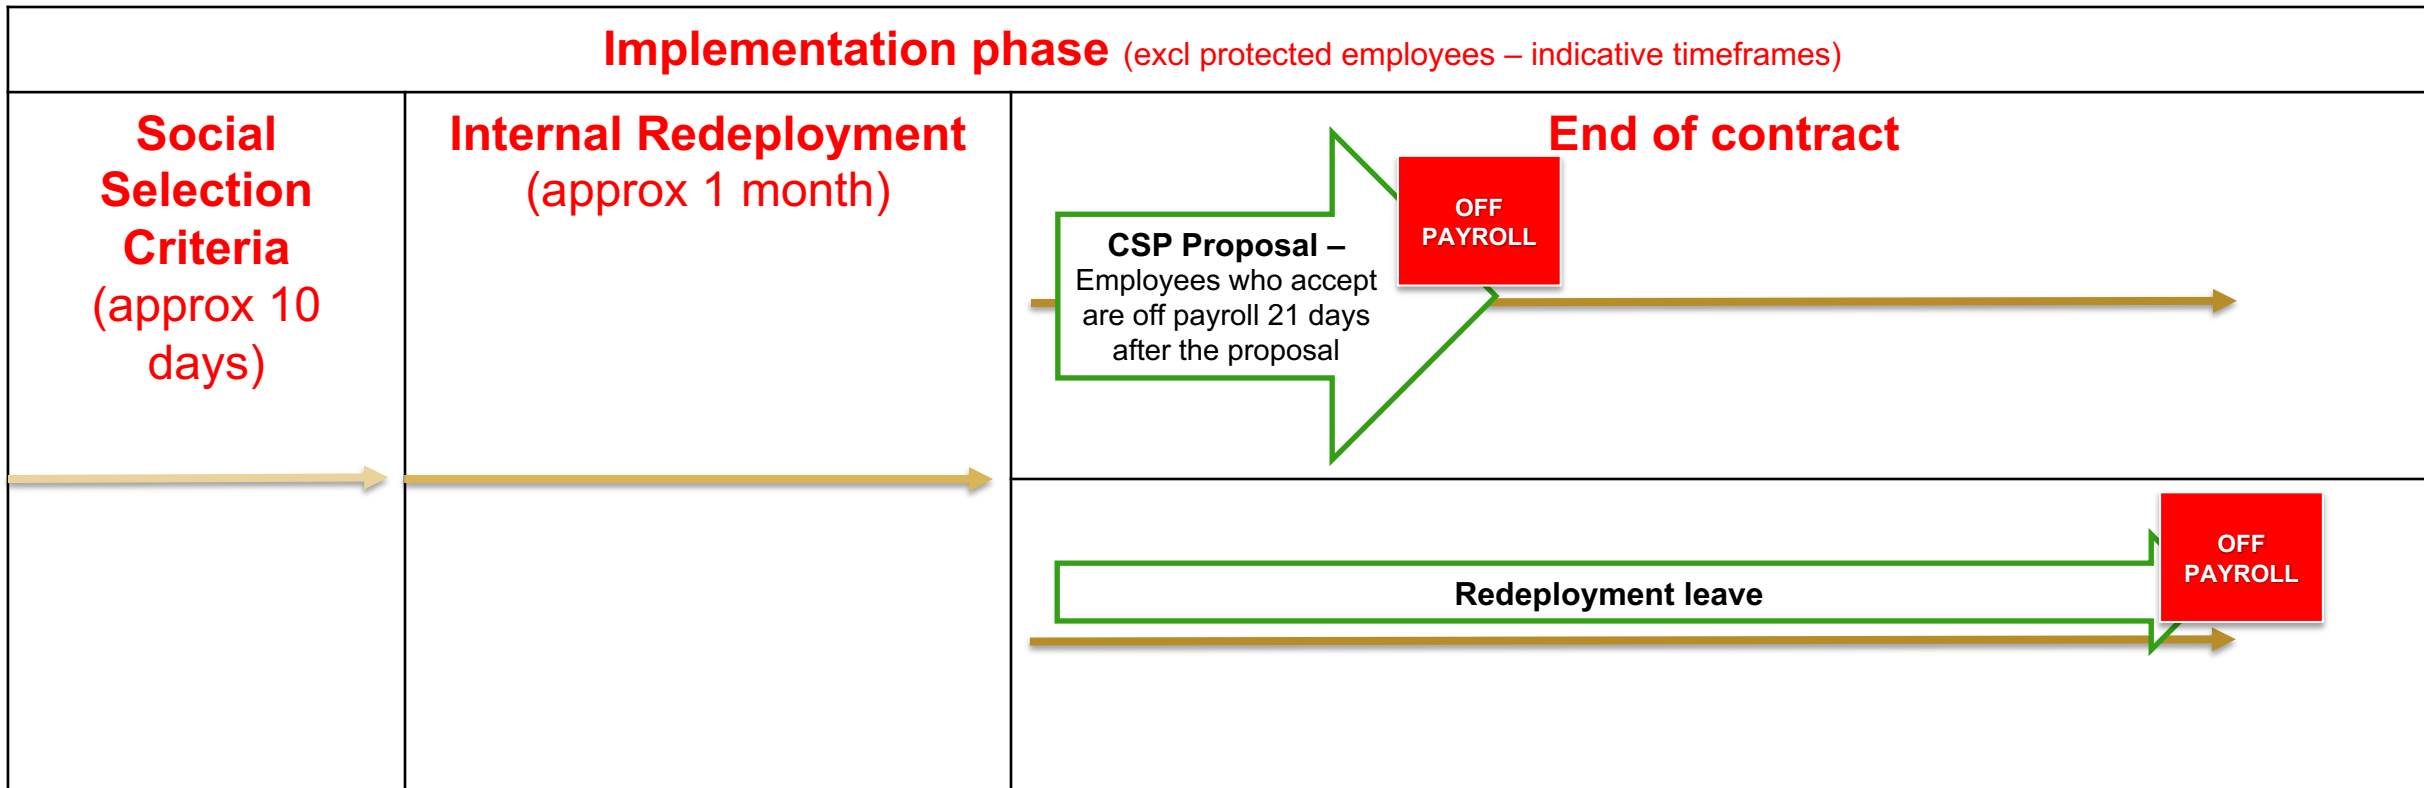 Implementation phase (excl protected employees – indicative timeframes)
Social
Selection
Criteria
(approx 10
days)
Internal Redeployment
(approx 1 month)
End of contract
CSP Proposal –
Employees who accept
are off payroll 21 days
after the proposal
OFF
PAYROLL
Redeployment leave
OFF
PAYROLL